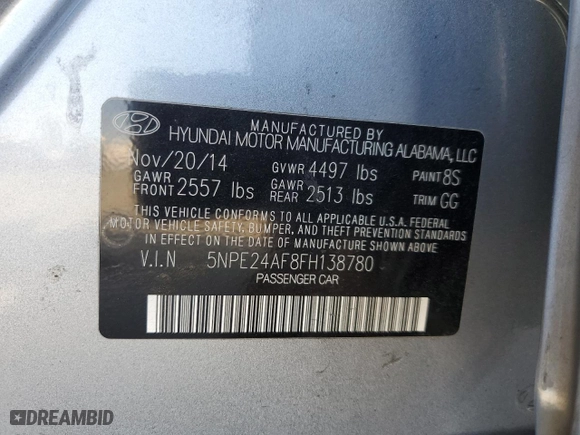 MANUFACTURED BY
HYUNDAI MOTOR MANUFACTURING ALABAMA, LLC
Nov/20/14 GVWR 4497 lbs PAINT 8S
GAWR FRONT 2557 lbs GAWR REAR 2513 lbs TRIM GG
THIS VEHICLE CONFORMS TO ALL APPLICABLE U.S.A. FEDERAL
MOTOR VEHICLE SAFETY, BUMPER, AND THEFT PREVENTION
STANDARDS IN EFFECT ON THE DATE OF MANUFACTURE SHOWN ABOVE
V.I.N 5NPE24AF8FH138780
PASSENGER CAR
DREAMBID